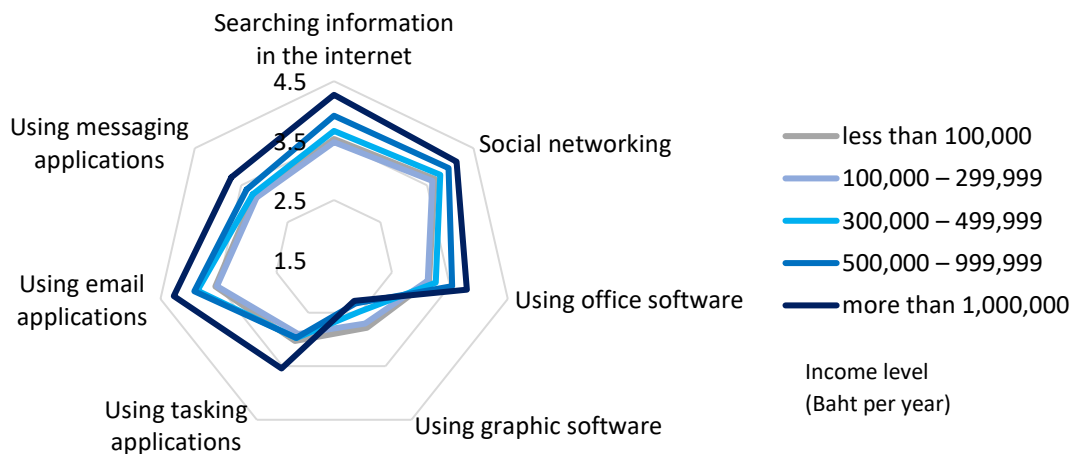 Searching information
in the internet
4.5
3.5
2.5
1.5
Social networking
Using office software
Using graphic software
Using tasking
applications
Using email
applications
Using messaging
applications
less than 100,000
100,000 – 299,999
300,000 – 499,999
500,000 – 999,999
more than 1,000,000
Income level
(Baht per year)